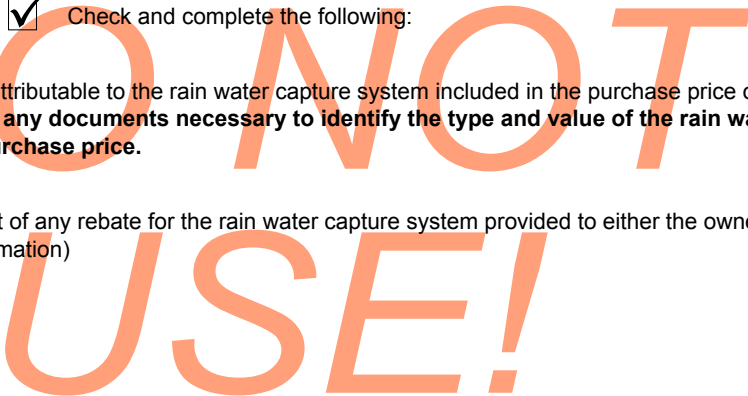 ✓ Check and complete the following:
ttributable to the rain water capture system included in the purchase price o
any documents necessary to identify the type and value of the rain wa
rchase price.
t of any rebate for the rain water capture system provided to either the owne
mation)
O NOT
USE!